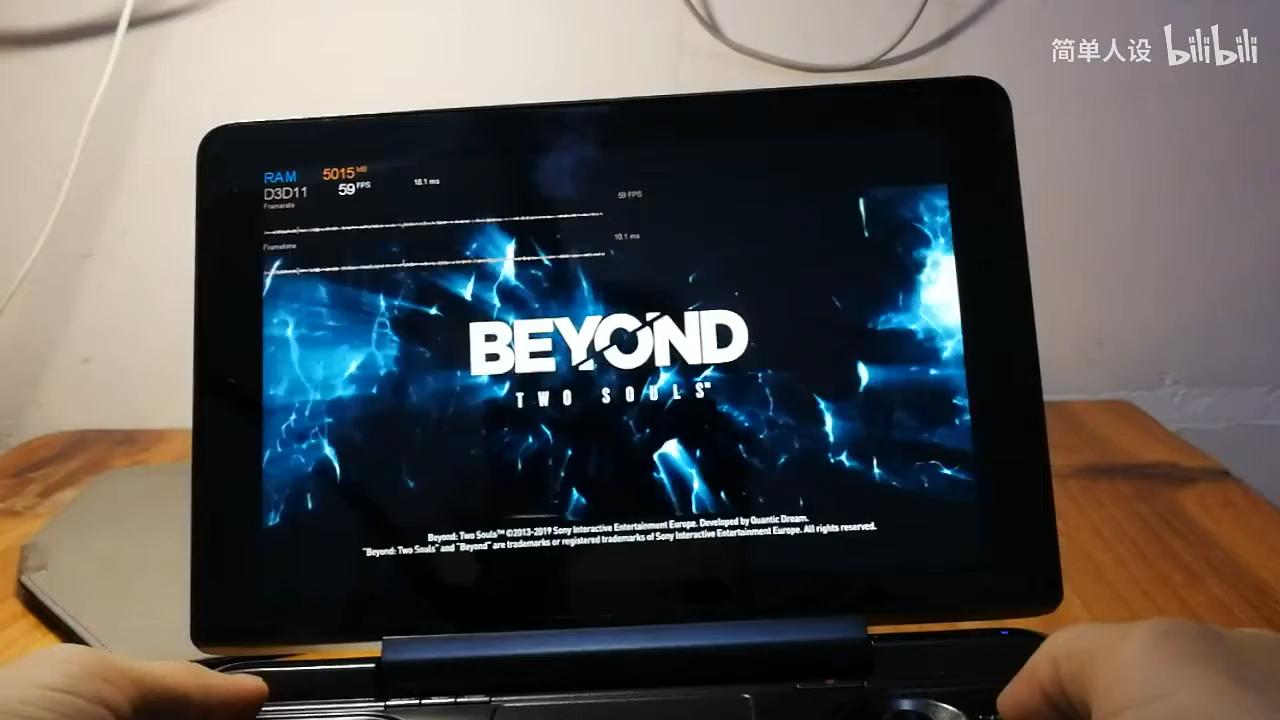 简单人设 bilibili
RAM 5015 MB
D3D11 59 FPS 18.1 ms
Framerate 59 FPS
Frametime 18.1 ms
BEYOND
TWO SOULS™
Beyond: Two Souls™ ©2013-2019 Sony Interactive Entertainment Europe. Developed by Quantic Dream.
"Beyond: Two Souls" and "Beyond" are trademarks or registered trademarks of Sony Interactive Entertainment Europe. All rights reserved.